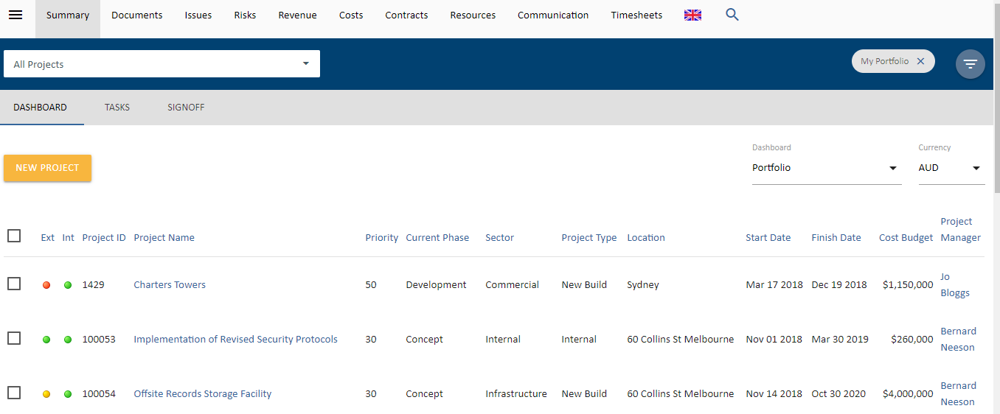 Summary Documents Issues Risks Revenue Costs Contracts Resources Communication Timesheets
All Projects My Portfolio
DASHBOARD TASKS SIGNOFF
Dashboard Currency
NEW PROJECT Portfolio AUD
Ext Int Project ID Project Name Priority Current Phase Sector Project Type Location Start Date Finish Date Cost Budget Project
Manager
1429 Charters Towers 50 Development Commercial New Build Sydney Mar 17 2018 Dec 19 2018 $1,150,000 Jo
Bloggs
100053 Implementation of Revised Security Protocols 30 Concept Internal Internal 60 Collins St Melbourne Nov 01 2018 Mar 30 2019 $260,000 Bernard
Neeson
100054 Offsite Records Storage Facility 30 Concept Infrastructure New Build 60 Collins St Melbourne Nov 14 2018 Oct 30 2020 $4,000,000 Bernard
Neeson